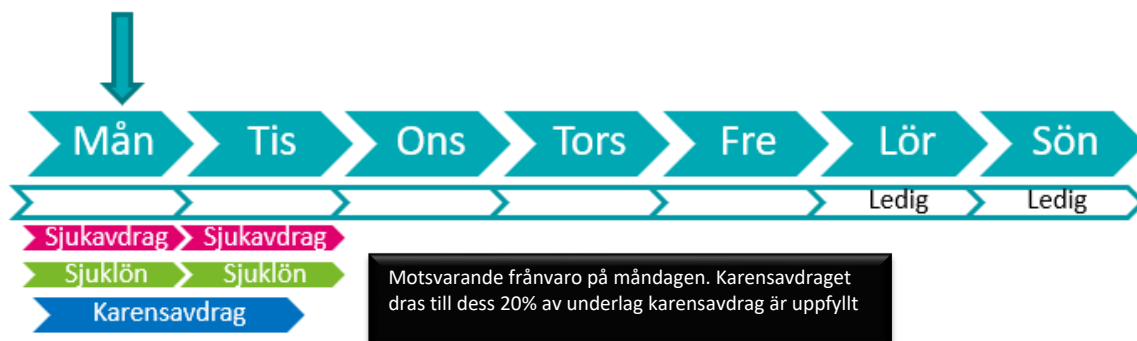 Mån Tis Ons Tors Fre Lör Sön
Ledig Ledig
Sjukavdrag Sjukavdrag
Sjuklön Sjuklön
Karensavdrag
Motsvarande frånvaro på måndagen. Karensavdraget
dras till dess 20% av underlag karensavdrag är uppfyllt